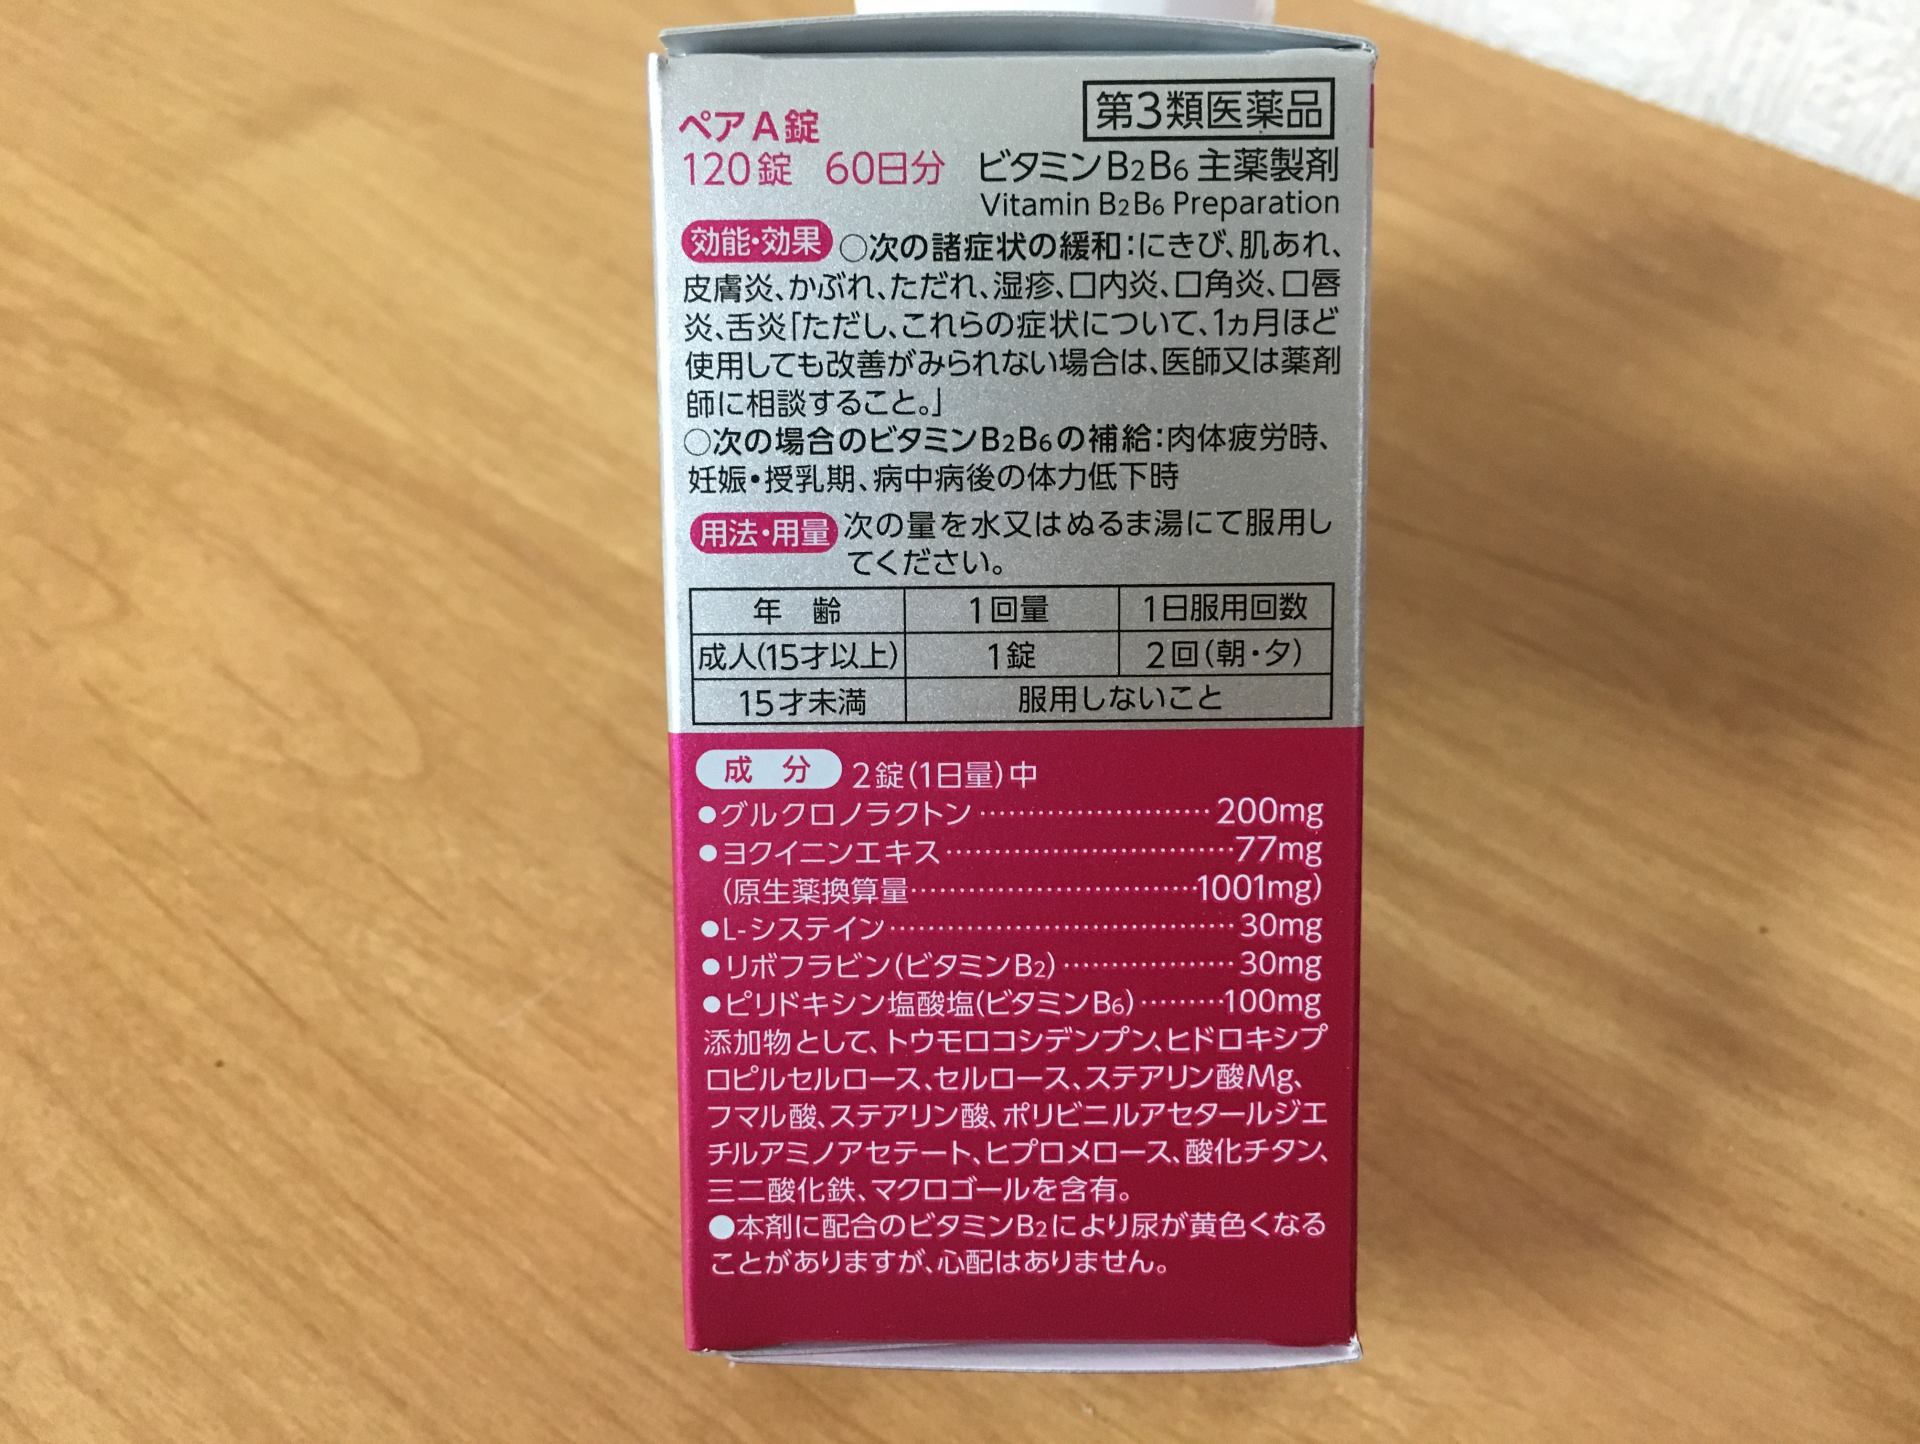 第3類医薬品
ペアA錠
120錠 60日分
ビタミンB2B6 主薬製剤
Vitamin B2B6 Preparation
効能・効果 ○次の諸症状の緩和:にきび、肌あれ、
皮膚炎、かぶれ、ただれ、湿疹、口内炎、口角炎、口唇
炎、舌炎「ただし、これらの症状について、1ヵ月ほど
使用しても改善がみられない場合は、医師又は薬剤
師に相談すること。」
○次の場合のビタミンB2B6の補給:肉体疲労時、
妊娠・授乳期、病中病後の体力低下時
用法・用量 次の量を水又はぬるま湯にて服用し
てください。
年 齢 1回量 1日服用回数
成人(15才以上) 1錠 2回(朝・夕)
15才未満 服用しないこと
成 分 2錠(1日量)中
●グルクロノラクトン……………………200mg
●ヨクイニンエキス…………………………77mg
(原生薬換算量…………………………1001mg)
●L-システイン………………………………30mg
●リボフラビン(ビタミンB2)………………30mg
●ピリドキシン塩酸塩(ビタミンB6)………100mg
添加物として、トウモロコシデンプン、ヒドロキシプ
ロピルセルロース、セルロース、ステアリン酸Mg、
フマル酸、ステアリン酸、ポリビニルアセタールジエ
チルアミノアセテート、ヒプロメロース、酸化チタン、
三二酸化鉄、マクロゴールを含有。
●本剤に配合のビタミンB2により尿が黄色くなる
ことがありますが、心配はありません。